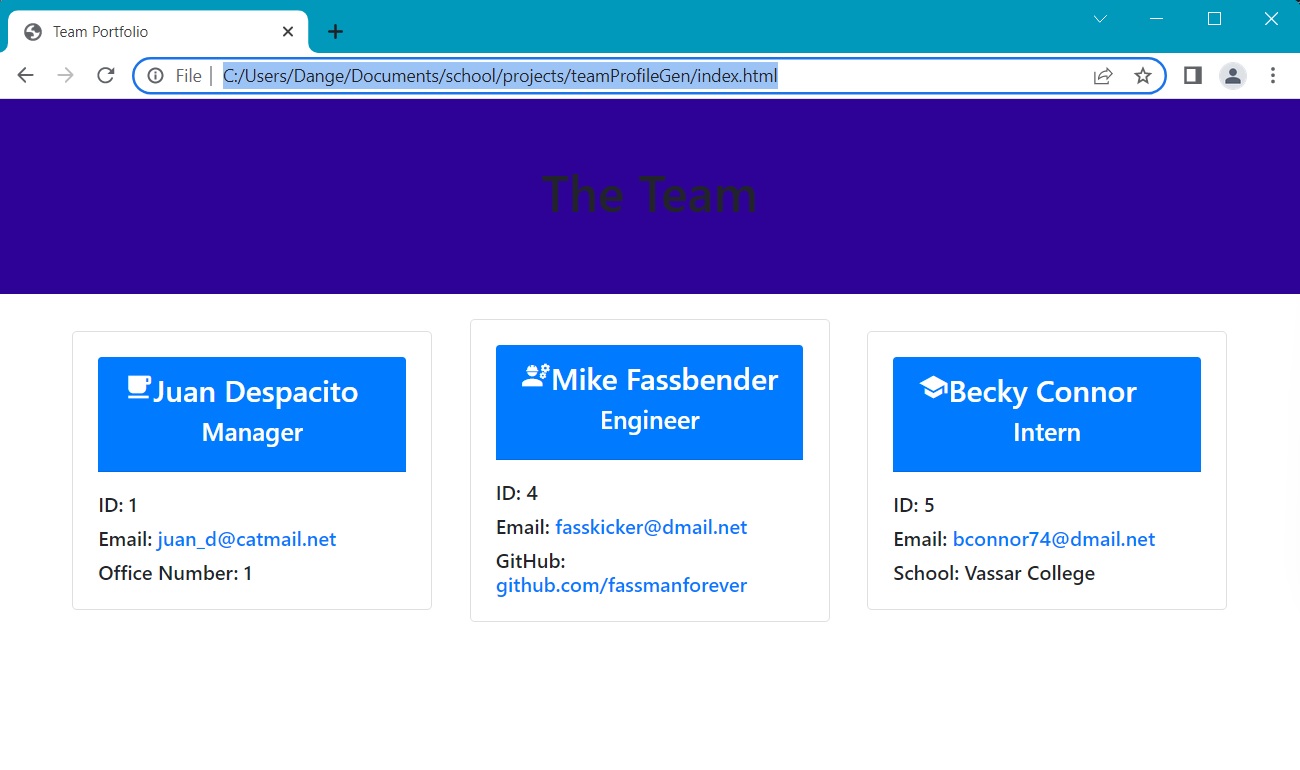 Team Portfolio
File | C:/Users/Dange/Documents/school/projects/teamProfileGen/index.html
The Team
Juan Despacito
Manager
ID: 1
Email: juan_d@catmail.net
Office Number: 1
Mike Fassbender
Engineer
ID: 4
Email: fasskicker@dmail.net
GitHub:
github.com/fassmanforever
Becky Connor
Intern
ID: 5
Email: bconnor74@dmail.net
School: Vassar College